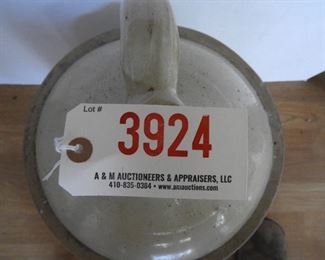 Lot #
3924
A & M AUCTIONEERS & APPRAISERS, LLC
410-835-0384 • www.amauctions.com